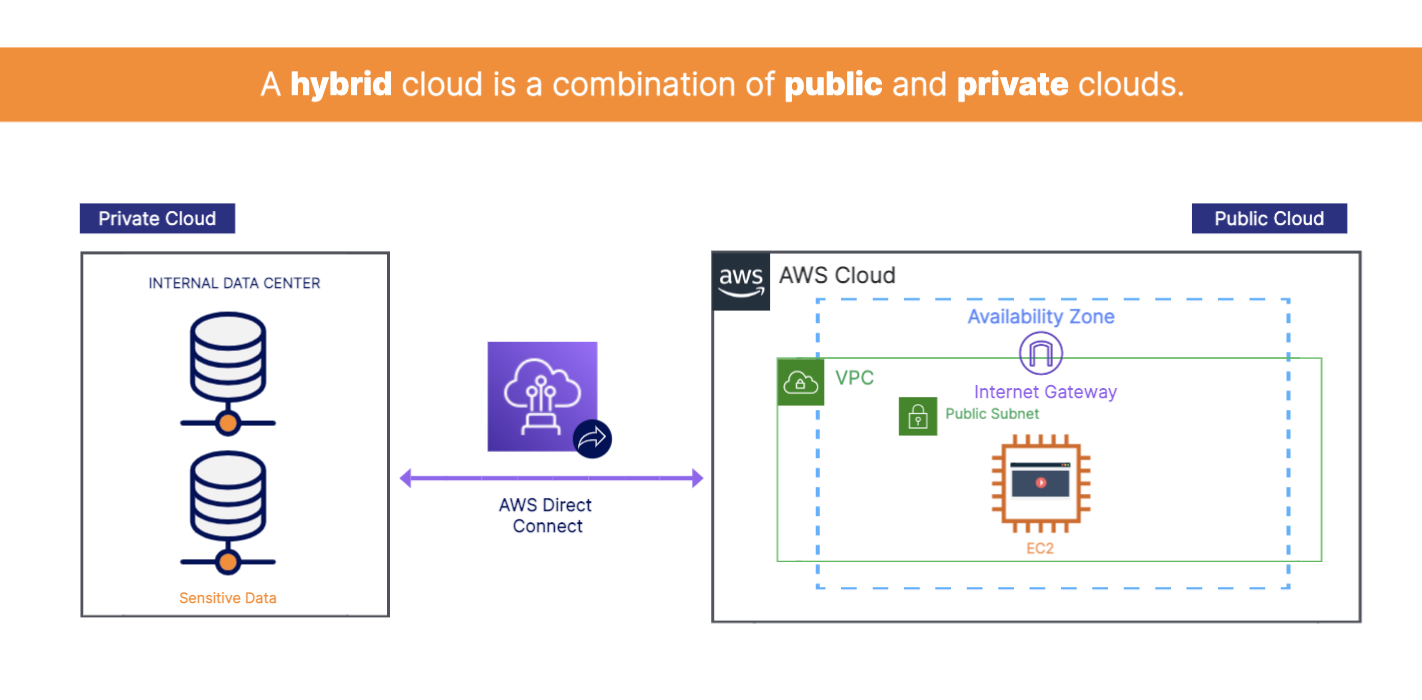 A hybrid cloud is a combination of public and private clouds.
Private Cloud
Public Cloud
INTERNAL DATA CENTER
Sensitive Data
AWS Direct
Connect
aws
AWS Cloud
Availability Zone
VPC
Internet Gateway
Public Subnet
EC2